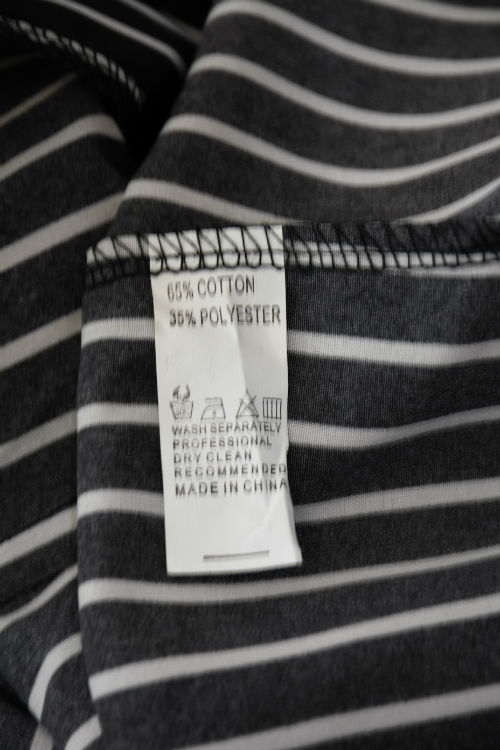 65% COTTON
35% POLYESTER
WASH SEPARATELY
PROFESSIONAL
DRY CLEAN
RECOMMENDED
MADE IN CHINA